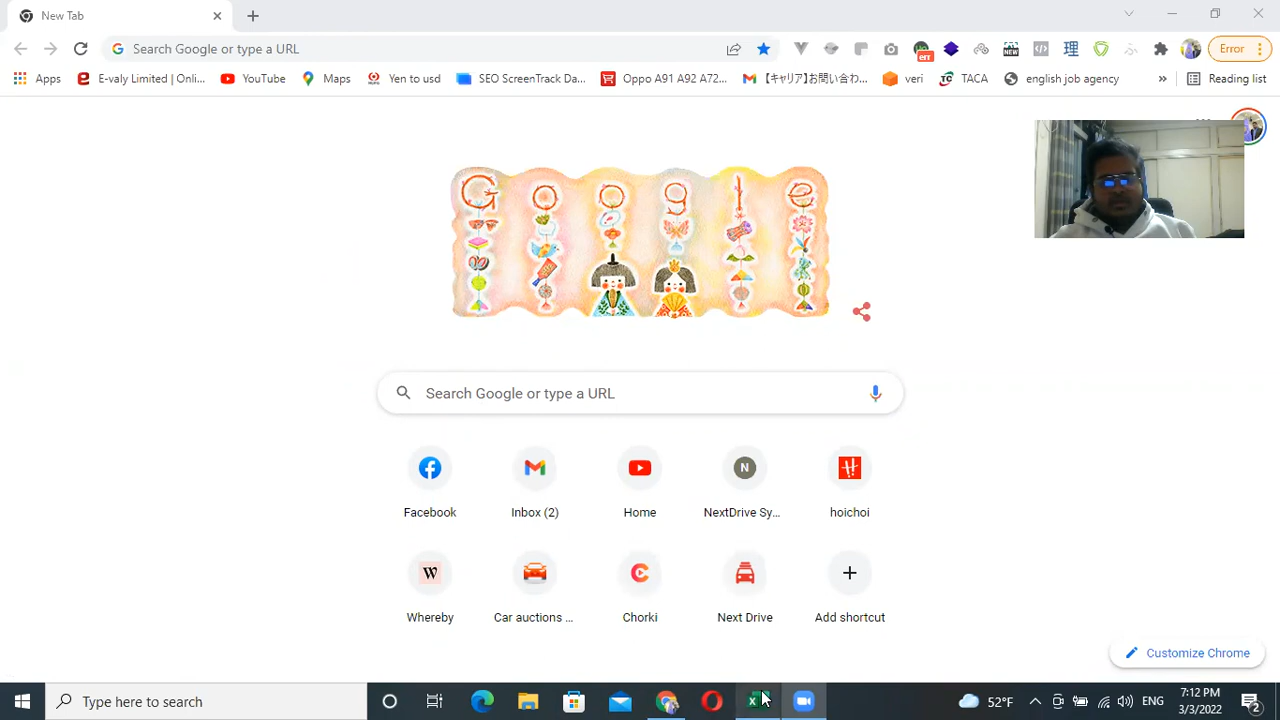 New Tab
Search Google or type a URL
Error
Apps
E-valy Limited | Onli...
YouTube
Maps
Yen to usd
SEO ScreenTrack Da...
Oppo A91 A92 A72...
【キャリア】お問い合わ...
veri
TACA
english job agency
»
Reading list
Google
Search Google or type a URL
Facebook
Inbox (2)
Home
NextDrive Sy...
hoichoi
Whereby
Car auctions ...
Chorki
Next Drive
Add shortcut
Customize Chrome
Type here to search
52°F
ENG
7:12 PM
3/3/2022
2